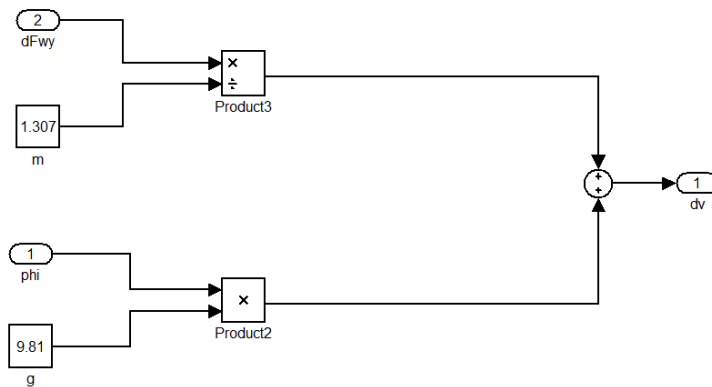 2
dFwy
×
÷
Product3
1.307
m
+
+
1
dv
1
phi
×
Product2
9.81
g